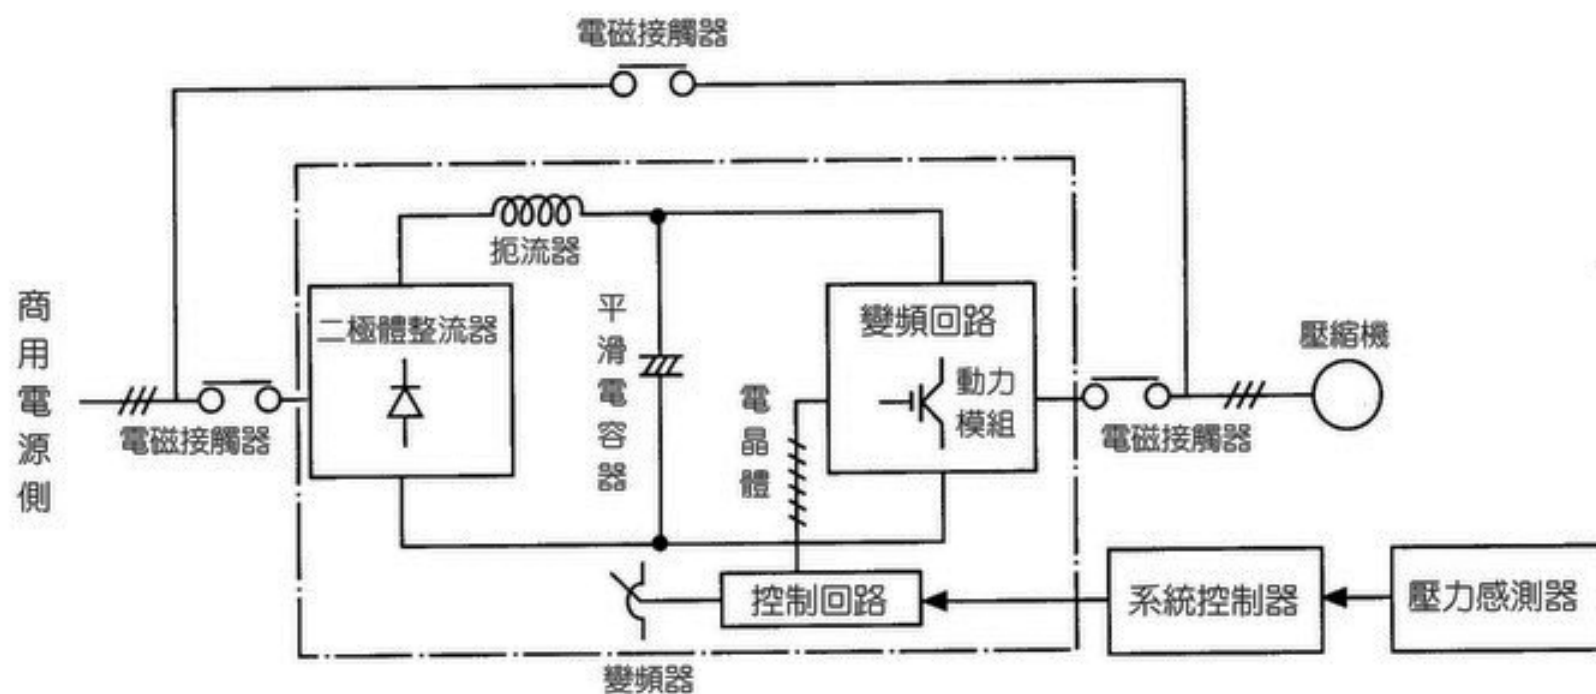 電磁接觸器
扼流器
商用電源側
二極體整流器
平滑電容器
變頻回路
動力
模組
壓縮機
電晶體
電磁接觸器
電磁接觸器
控制回路
系統控制器
壓力感測器
變頻器